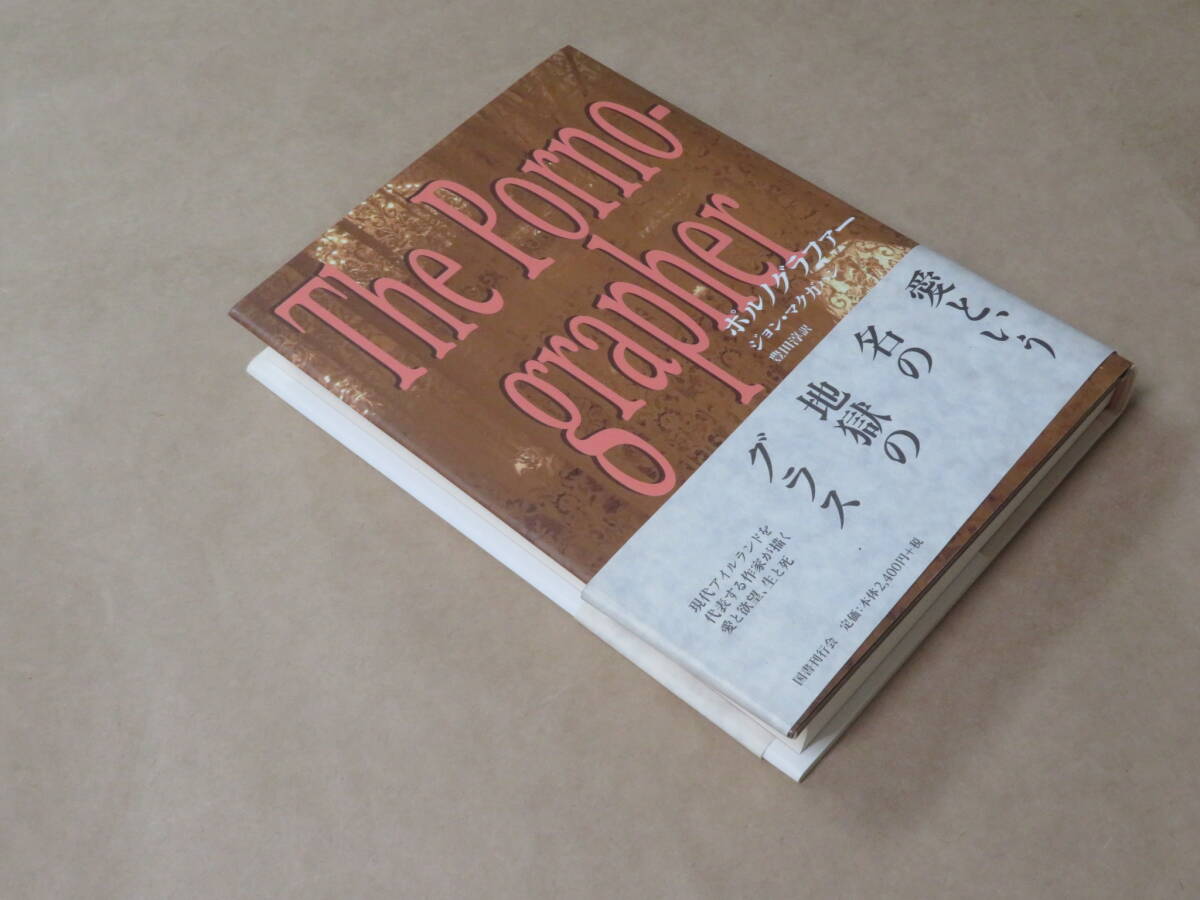 The Porno-
grapher
ポルノグラファー
ジョン・マクガハン
豊田淳訳
愛という
名の
地獄の
グラス
現代アイルランドを
代表する作家が描く
愛と欲望、生と死
国書刊行会 定価:本体2,400円+税